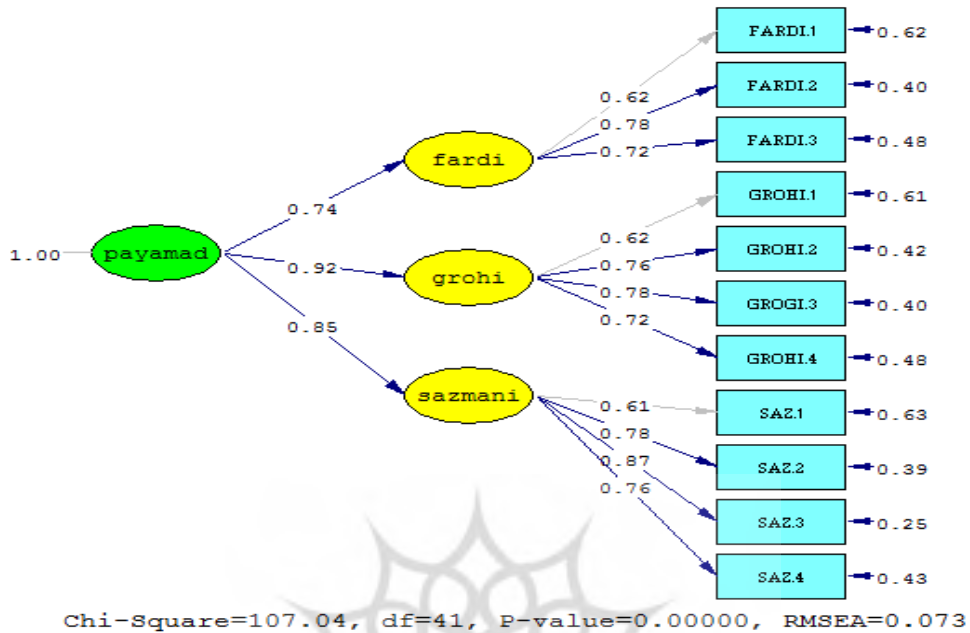 FARDI.1
0.62
0.62
FARDI.2
0.40
0.78
FARDI.3
0.48
0.72
fardi
0.74
GROHI.1
0.61
0.62
1.00
payamad
0.92
grohi
GROHI.2
0.42
0.76
GROGI.3
0.40
0.78
GROHI.4
0.48
0.72
0.85
sazmani
SAZ.1
0.63
0.61
SAZ.2
0.39
0.78
SAZ.3
0.25
0.87
SAZ.4
0.43
0.76
Chi-Square=107.04, df=41, P-value=0.00000, RMSEA=0.073